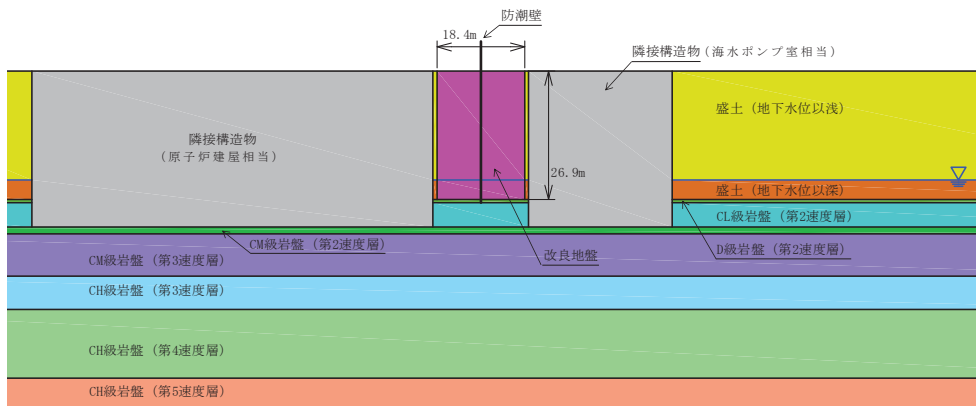 防潮壁
18.4m
隣接構造物(海水ポンプ室相当)
盛土(地下水位以浅)
隣接構造物
(原子炉建屋相当)
26.9m
盛土(地下水位以深)
CL級岩盤(第2速度層)
CM級岩盤(第2速度層)
D級岩盤(第2速度層)
改良地盤
CM級岩盤(第3速度層)
CH級岩盤(第3速度層)
CH級岩盤(第4速度層)
CH級岩盤(第5速度層)